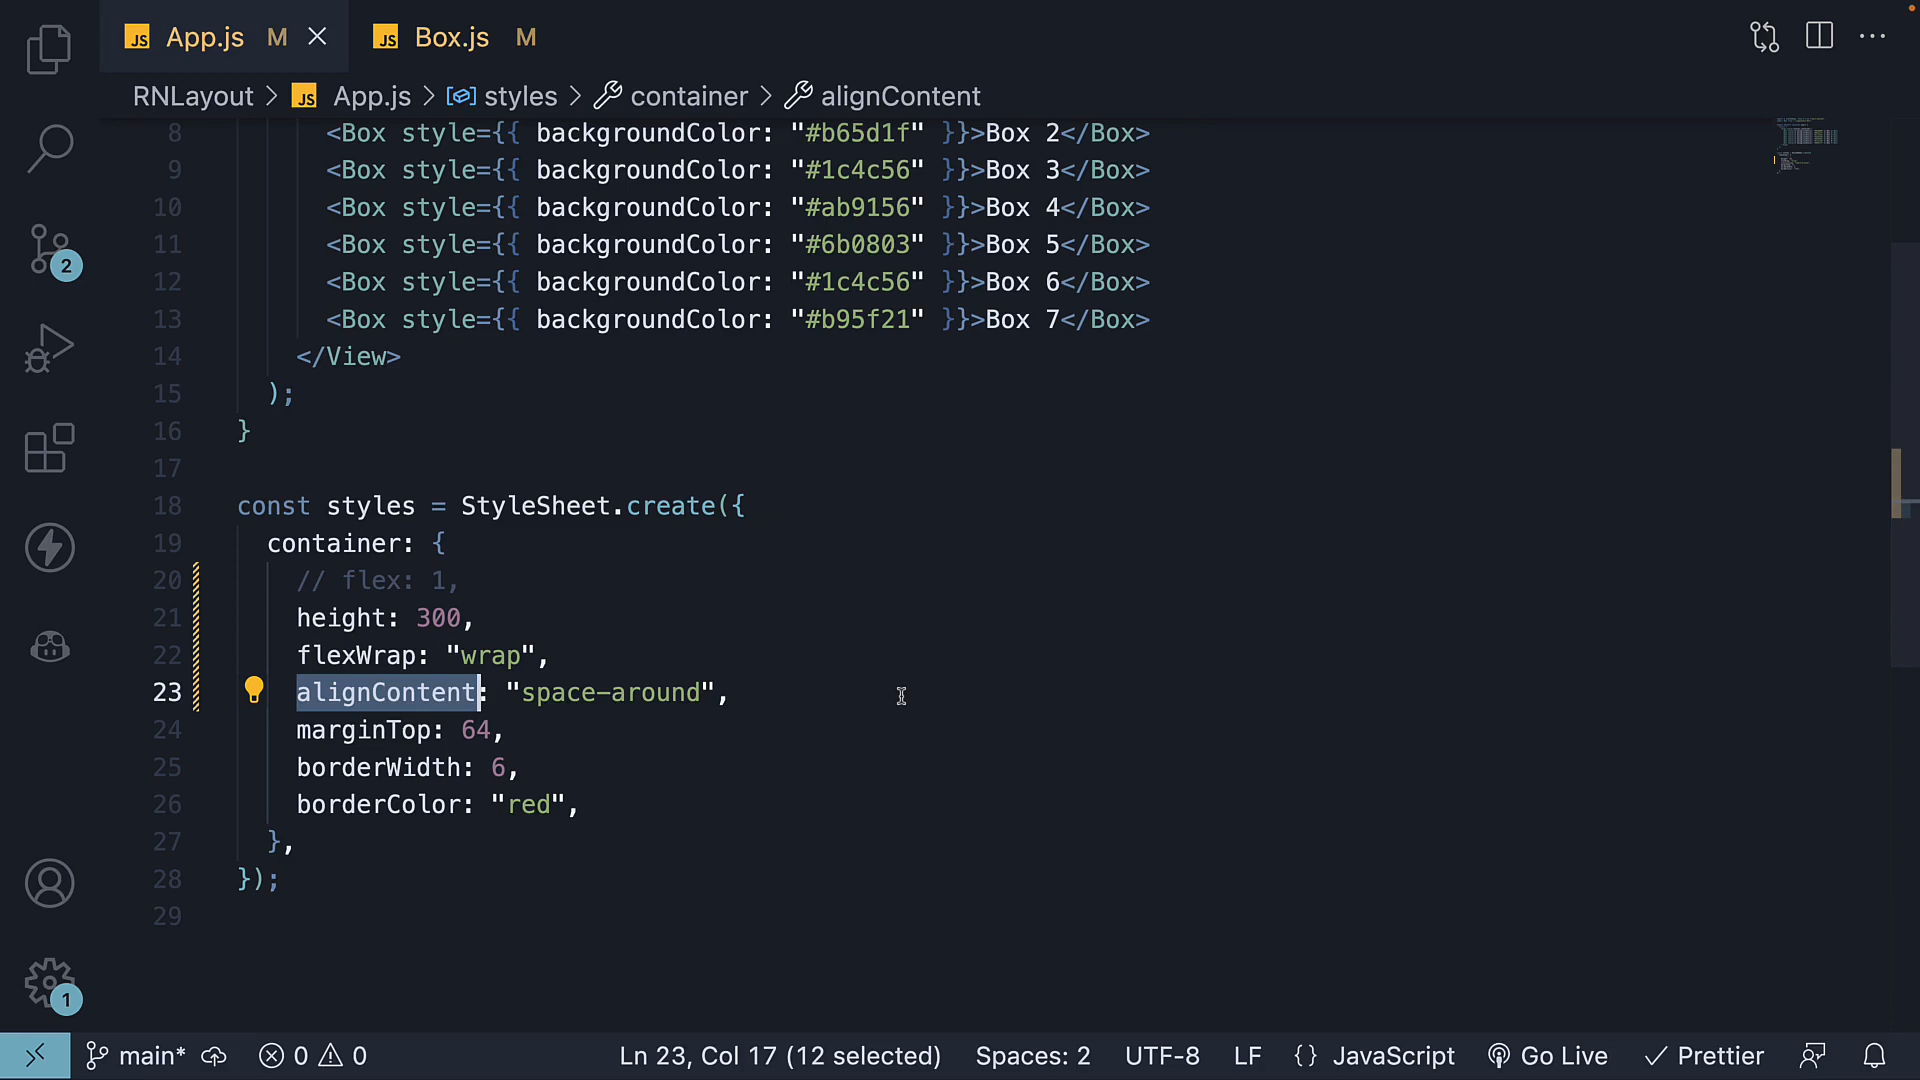 JS App.js M
JS Box.js M
RNLayout > JS App.js > styles > container > alignContent
8 <Box style={{ backgroundColor: "#b65d1f" }}>Box 2</Box>
9 <Box style={{ backgroundColor: "#1c4c56" }}>Box 3</Box>
10 <Box style={{ backgroundColor: "#ab9156" }}>Box 4</Box>
11 <Box style={{ backgroundColor: "#6b0803" }}>Box 5</Box>
12 <Box style={{ backgroundColor: "#1c4c56" }}>Box 6</Box>
13 <Box style={{ backgroundColor: "#b95f21" }}>Box 7</Box>
14 </View>
15 );
16 }
17
18 const styles = StyleSheet.create({
19 container: {
20 // flex: 1,
21 height: 300,
22 flexWrap: "wrap",
23 alignContent: "space-around",
24 marginTop: 64,
25 borderWidth: 6,
26 borderColor: "red",
27 },
28 });
29
2
1
main* 0 0 Ln 23, Col 17 (12 selected) Spaces: 2 UTF-8 LF {} JavaScript Go Live Prettier